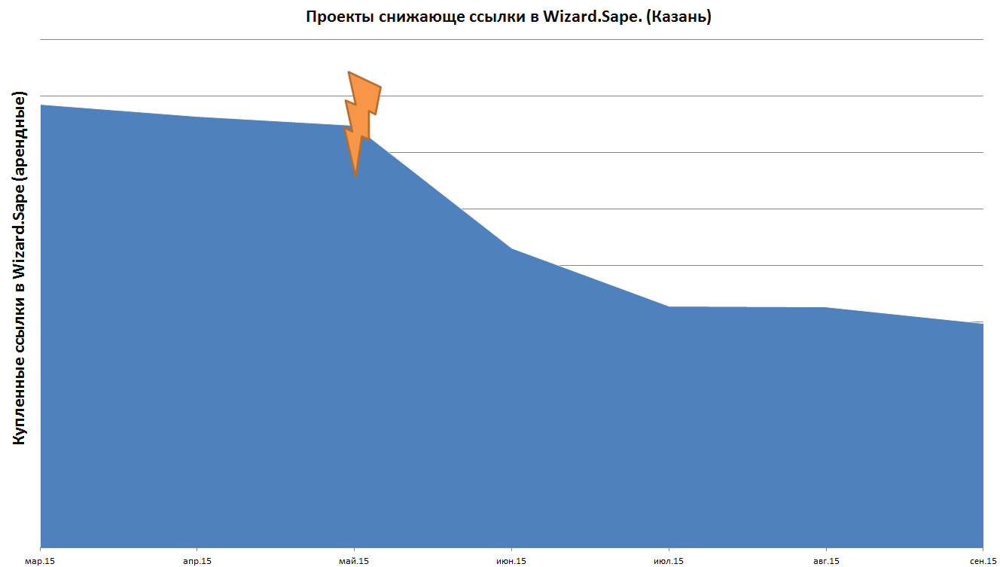 Проекты снижающе ссылки в Wizard.Sape. (Казань)
Купленные ссылки в Wizard.Sape (арендные)
мар.15
апр.15
май.15
июн.15
июл.15
авг.15
сен.15